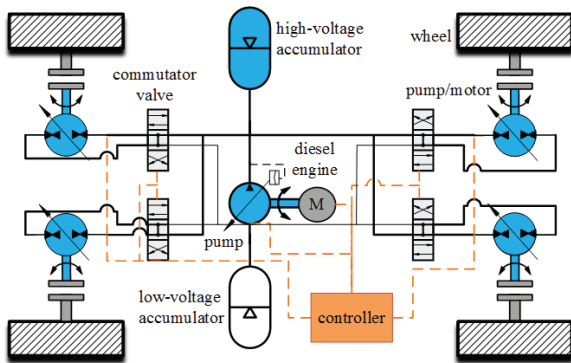 high-voltage
accumulator
wheel
commutator
valve
pump/motor
diesel
engine
M
pump
low-voltage
accumulator
controller